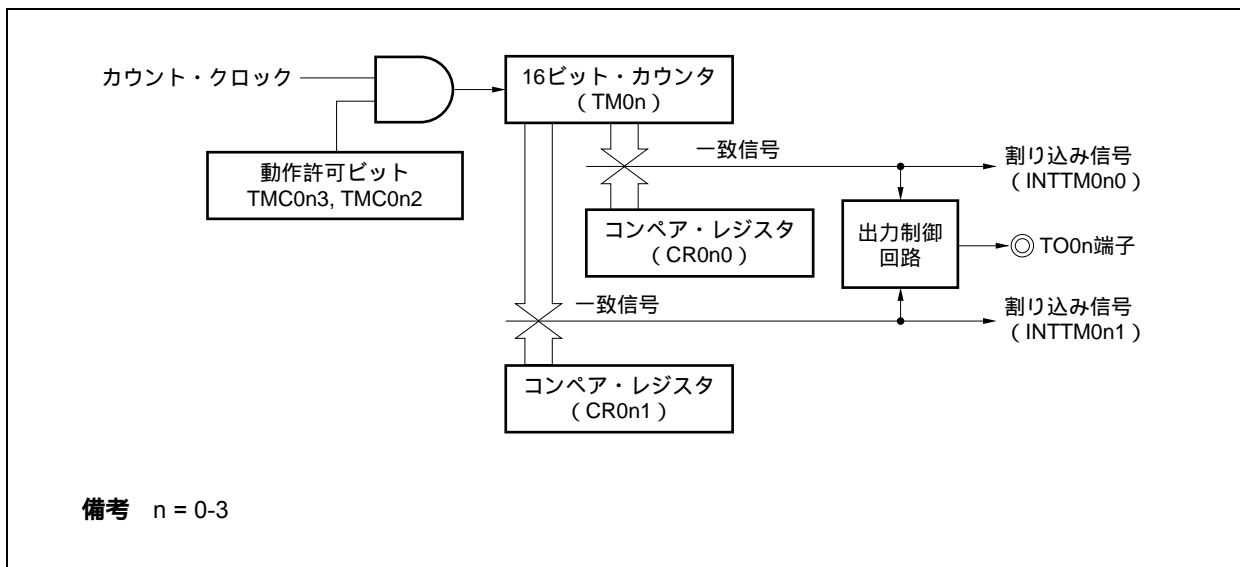 カウント・クロック
16ビット・カウンタ
（TM0n）
動作許可ビット
TMC0n3, TMC0n2
一致信号
割り込み信号
（INTTM0n0）
コンペア・レジスタ
（CR0n0）
出力制御
回路
TO0n端子
一致信号
割り込み信号
（INTTM0n1）
コンペア・レジスタ
（CR0n1）
備考 n = 0-3